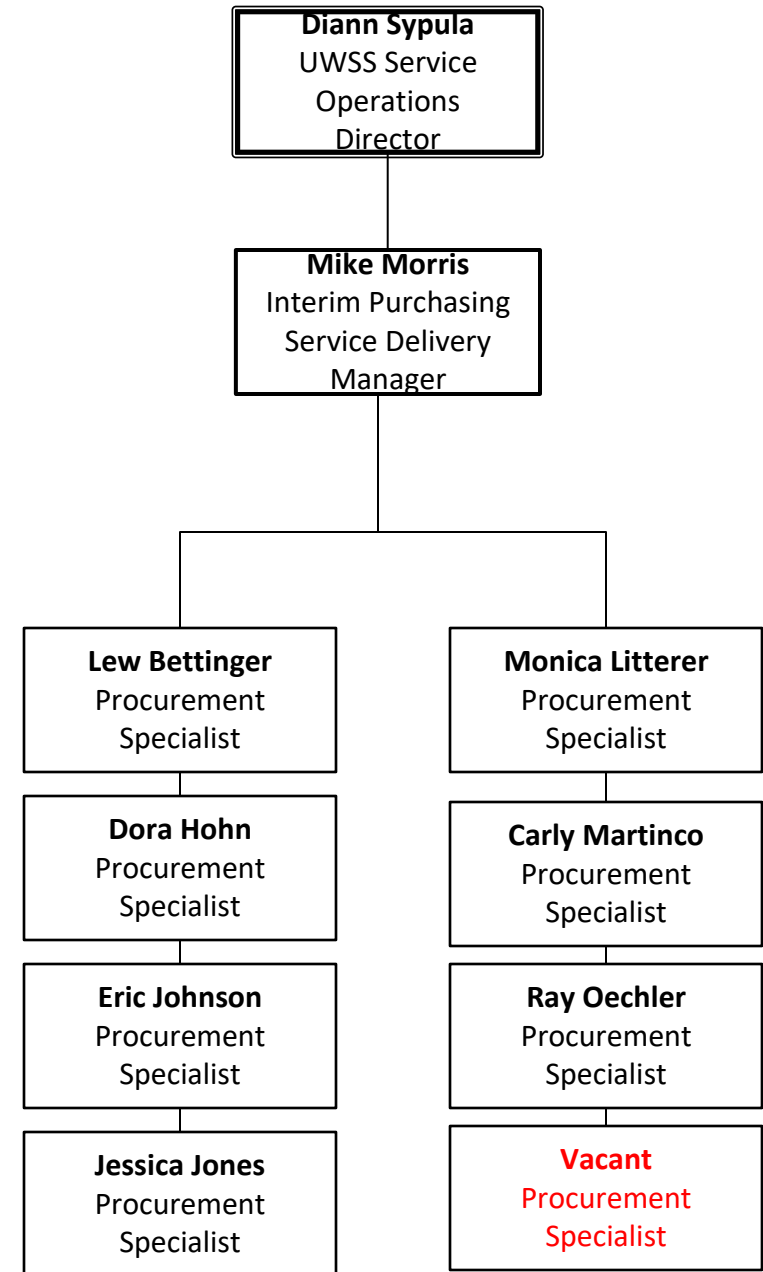 Diann Sypula
UWSS Service
Operations
Director
Mike Morris
Interim Purchasing
Service Delivery
Manager
Lew Bettinger
Procurement
Specialist
Monica Litterer
Procurement
Specialist
Dora Hohn
Procurement
Specialist
Carly Martinco
Procurement
Specialist
Eric Johnson
Procurement
Specialist
Ray Oechler
Procurement
Specialist
Jessica Jones
Procurement
Specialist
Vacant
Procurement
Specialist